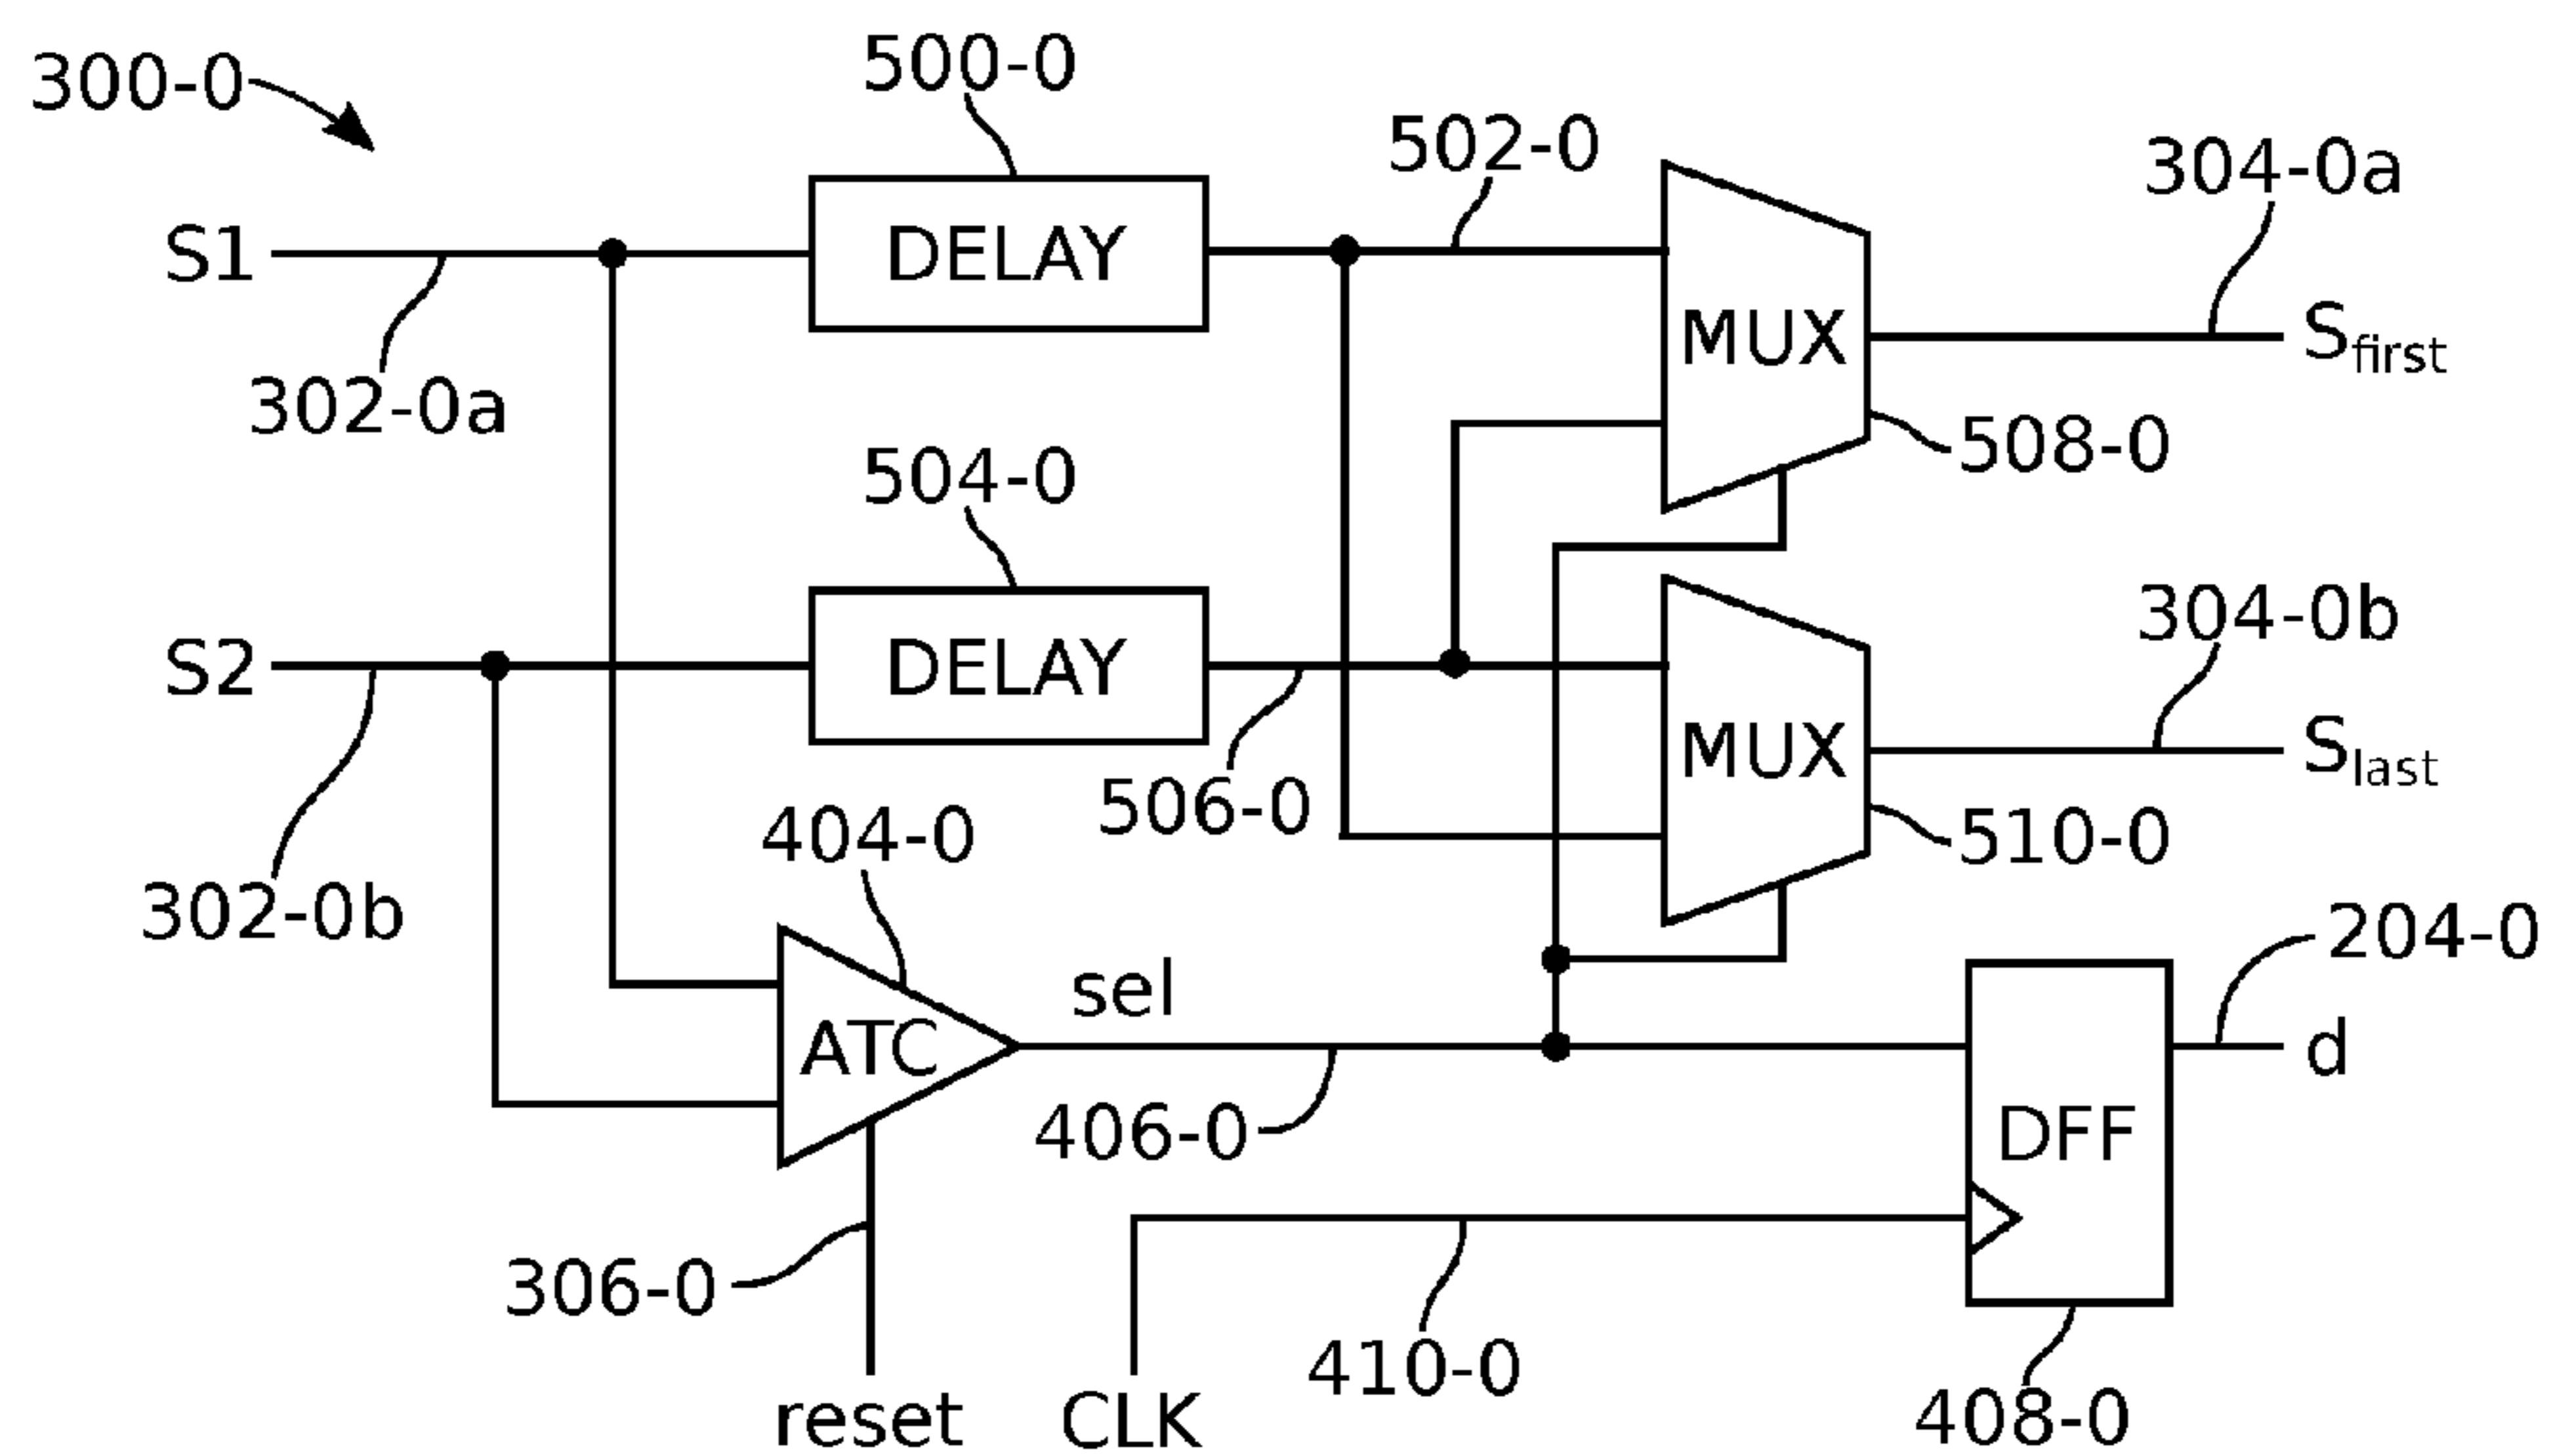 300-0
500-0
502-0
304-0a
S1
DELAY
MUX
Sfirst
302-0a
508-0
504-0
S2
DELAY
MUX
304-0b
Slast
506-0
510-0
404-0
302-0b
204-0
sel
ATC
d
406-0
DFF
306-0
410-0
reset
CLK
408-0